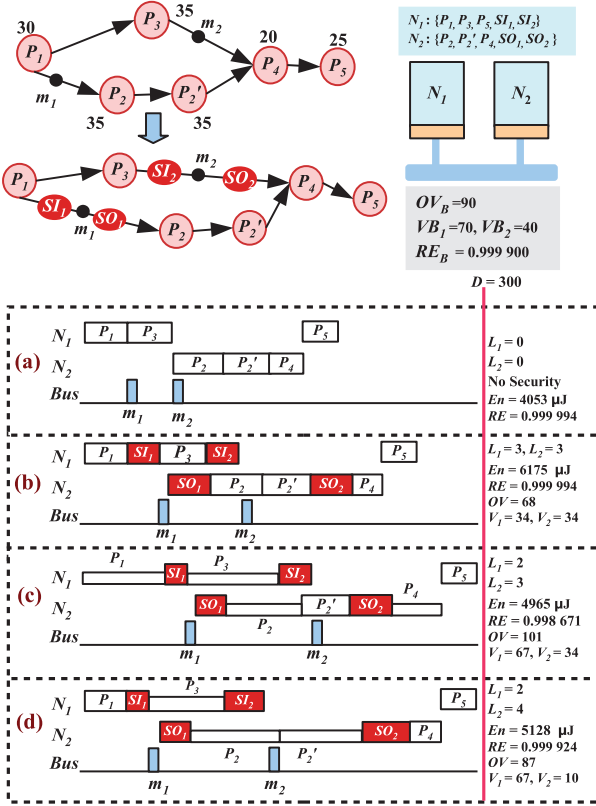 30
P1
P3
35
m2
20
P4
25
P5
m1
P2
P2'
35
35
P1
P3
SI2
m2
SO2
P4
P5
SI1
m1
SO1
P2
P2'
N1 : {P1, P3, P5, SI1, SI2}
N2 : {P2, P2', P4, SO1, SO2 }
N1
N2
OVB =90
VB1 =70, VB2 =40
REB = 0.999 900
D = 300
(a)
N1
P1
P3
P5
N2
P2
P2'
P4
Bus
m1
m2
L1 = 0
L2 = 0
No Security
En = 4053 µJ
RE = 0.999 994
(b)
N1
P1
SI1
P3
SI2
P5
N2
SO1
P2
P2'
SO2
P4
Bus
m1
m2
L1 = 3, L2 = 3
En = 6175 µJ
RE = 0.999 994
OV = 68
V1 = 34, V2 = 34
(c)
N1
P1
SI1
P3
SI2
P5
N2
SO1
P2
P2'
SO2
P4
Bus
m1
m2
L1 = 2
L2 = 3
En = 4965 µJ
RE = 0.998 671
OV = 101
V1 = 67, V2 = 34
(d)
N1
P1
SI1
P3
SI2
P5
N2
SO1
P2
P2'
SO2
P4
Bus
m1
m2
L1 = 2
L2 = 4
En = 5128 µJ
RE = 0.999 924
OV = 87
V1 = 67, V2 = 10